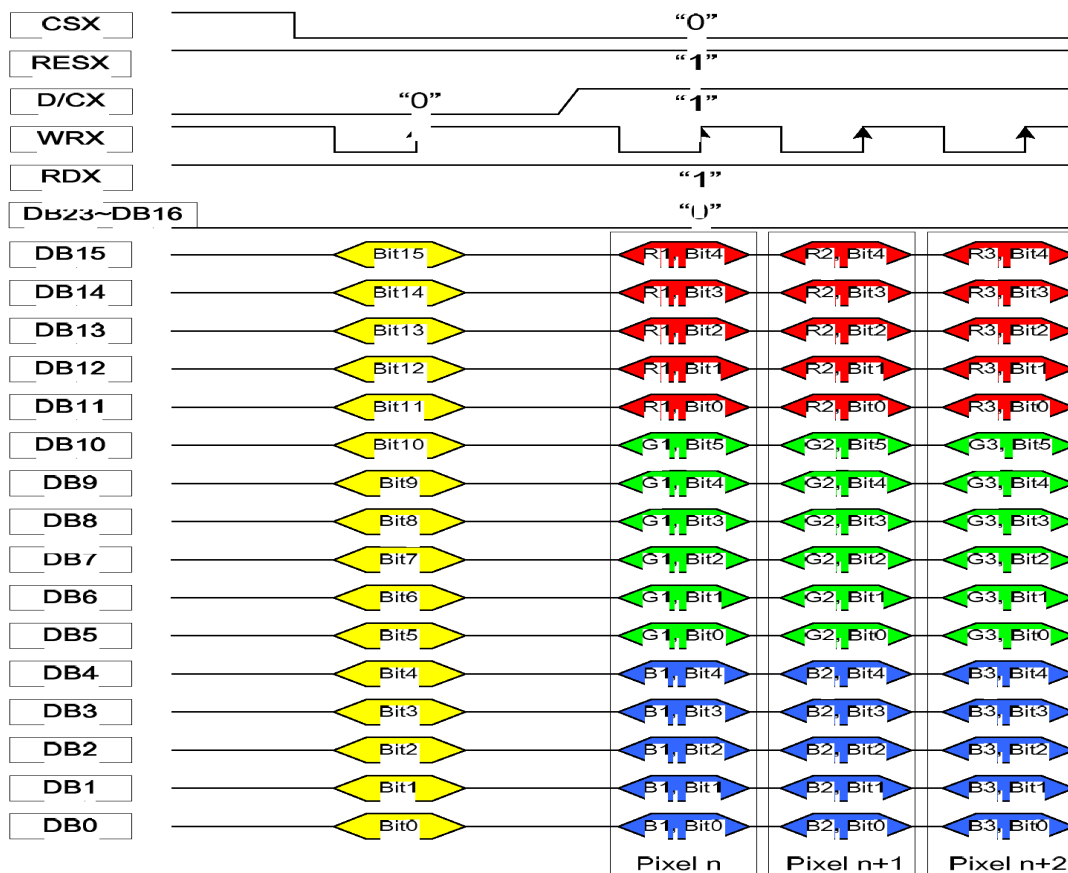 CSX “0”
RESX “1”
D/CX “0” “1”
WRX
RDX “1”
DB23~DB16 “0”
DB15 Bit15 R1, Bit4 R2, Bit4 R3, Bit4
DB14 Bit14 R1, Bit3 R2, Bit3 R3, Bit3
DB13 Bit13 R1, Bit2 R2, Bit2 R3, Bit2
DB12 Bit12 R1, Bit1 R2, Bit1 R3, Bit1
DB11 Bit11 R1, Bit0 R2, Bit0 R3, Bit0
DB10 Bit10 G1, Bit5 G2, Bit5 G3, Bit5
DB9 Bit9 G1, Bit4 G2, Bit4 G3, Bit4
DB8 Bit8 G1, Bit3 G2, Bit3 G3, Bit3
DB7 Bit7 G1, Bit2 G2, Bit2 G3, Bit2
DB6 Bit6 G1, Bit1 G2, Bit1 G3, Bit1
DB5 Bit5 G1, Bit0 G2, Bit0 G3, Bit0
DB4 Bit4 B1, Bit4 B2, Bit4 B3, Bit4
DB3 Bit3 B1, Bit3 B2, Bit3 B3, Bit3
DB2 Bit2 B1, Bit2 B2, Bit2 B3, Bit2
DB1 Bit1 B1, Bit1 B2, Bit1 B3, Bit1
DB0 Bit0 B1, Bit0 B2, Bit0 B3, Bit0
Pixel n Pixel n+1 Pixel n+2